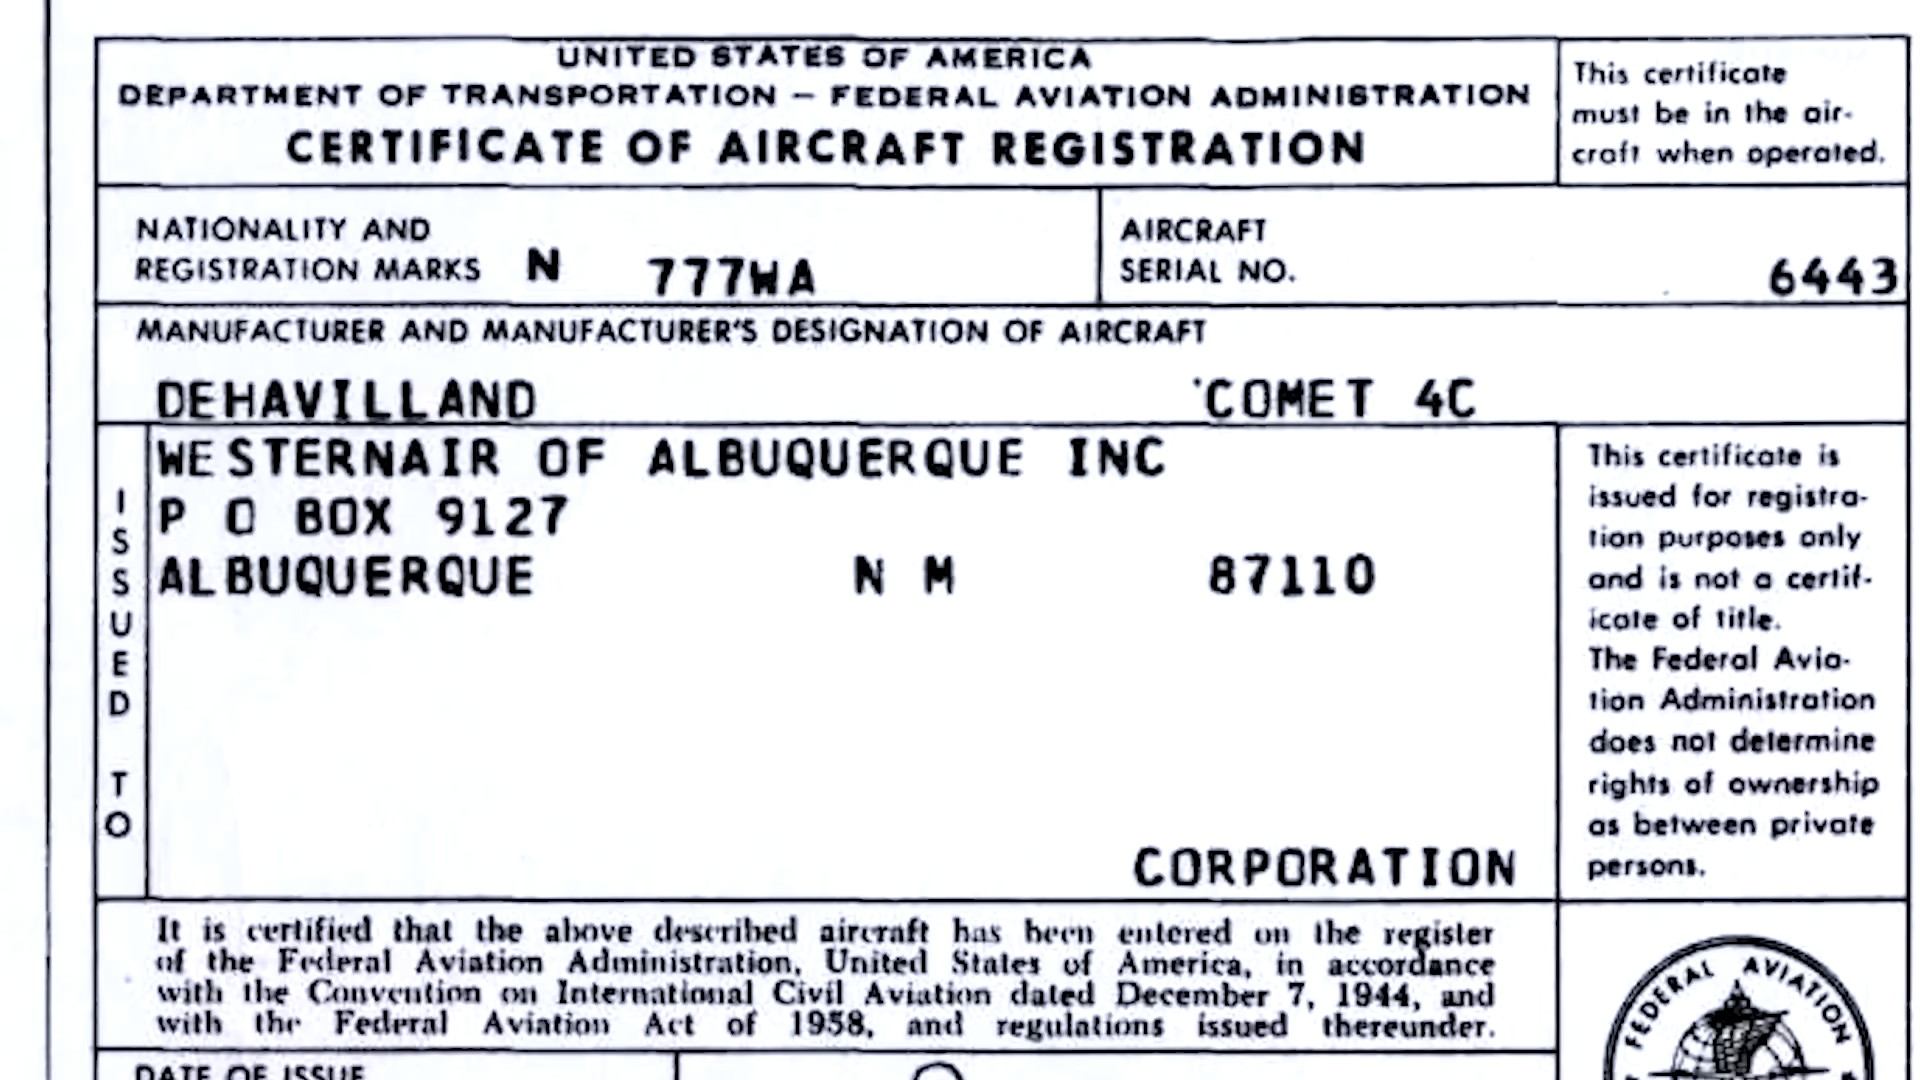 UNITED STATES OF AMERICA
DEPARTMENT OF TRANSPORTATION — FEDERAL AVIATION ADMINISTRATION
CERTIFICATE OF AIRCRAFT REGISTRATION
This certificate
must be in the air-
craft when operated.
NATIONALITY AND
REGISTRATION MARKS N 777WA
AIRCRAFT
SERIAL NO. 6443
MANUFACTURER AND MANUFACTURER'S DESIGNATION OF AIRCRAFT
DEHAVILLAND COMET 4C
ISSUED TO
WESTERNAIR OF ALBUQUERQUE INC
P O BOX 9127
ALBUQUERQUE N M 87110
CORPORATION
This certificate is
issued for registra-
tion purposes only
and is not a certif-
icate of title.
The Federal Avia-
tion Administration
does not determine
rights of ownership
as between private
persons.
It is certified that the above described aircraft has been entered on the register
of the Federal Aviation Administration, United States of America, in accordance
with the Convention on International Civil Aviation dated December 7, 1944, and
with the Federal Aviation Act of 1958, and regulations issued thereunder.
FEDERAL AVIATION
DATE OF ISSUE